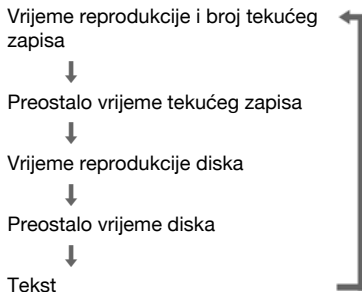 Vrijeme reprodukcije i broj tekućeg
zapisa
Preostalo vrijeme tekućeg zapisa
Vrijeme reprodukcije diska
Preostalo vrijeme diska
Tekst